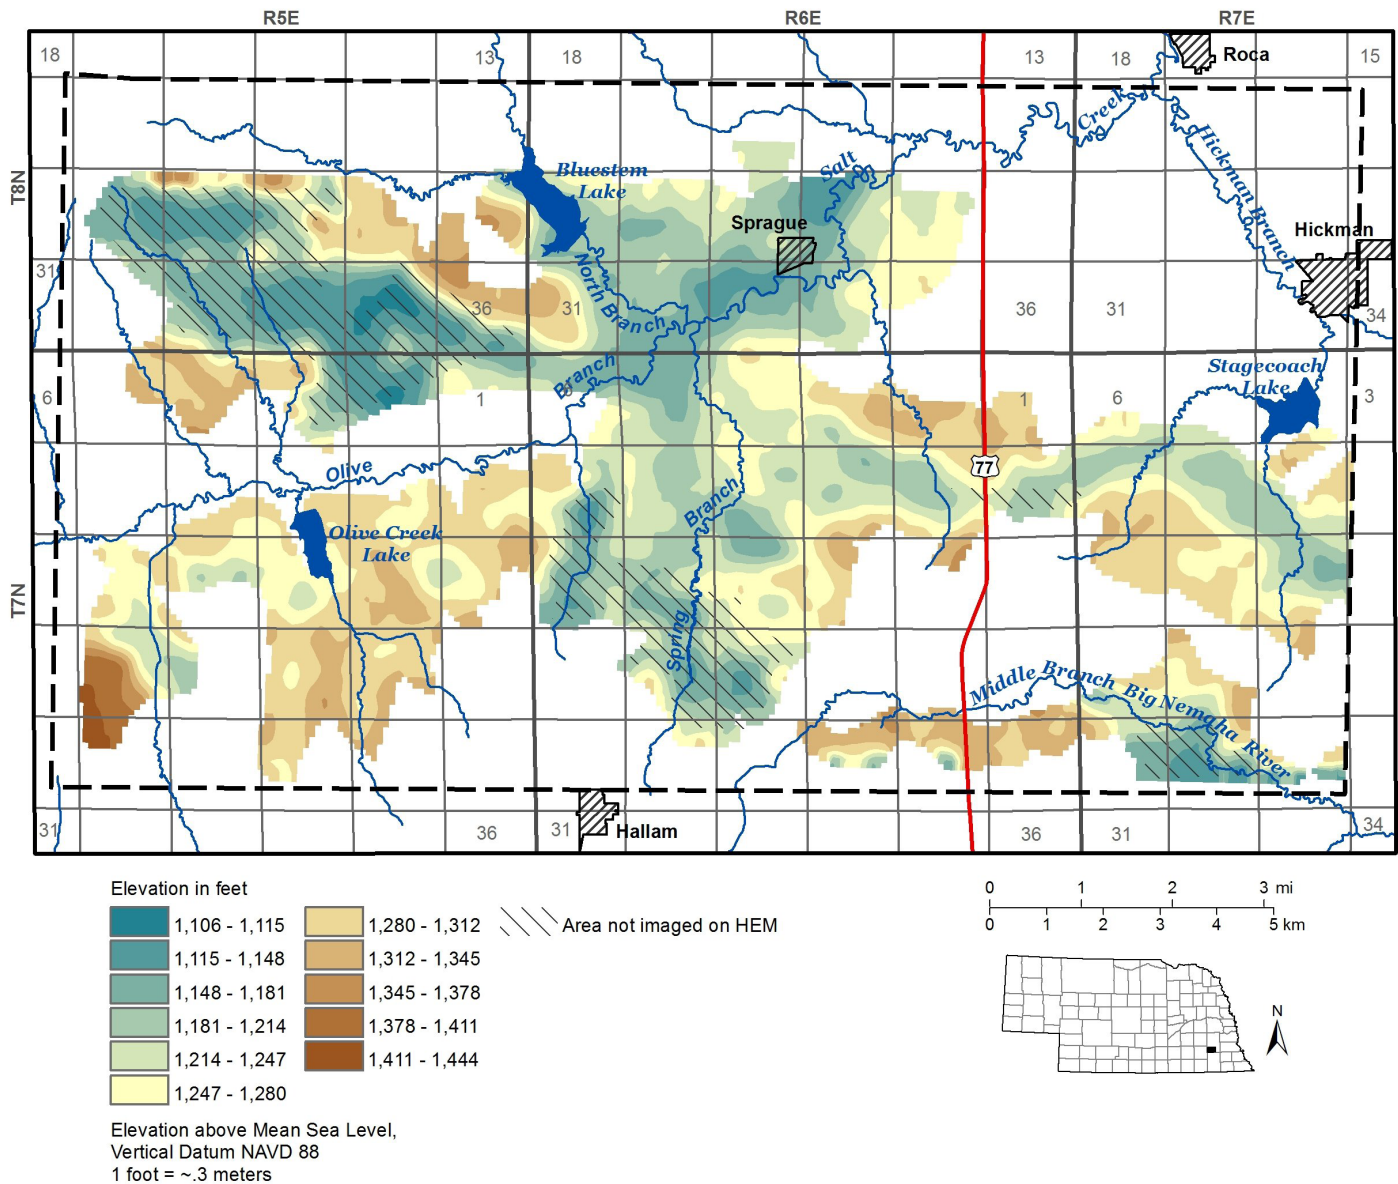 R5E
R6E
R7E
18
13
18
13
18
15
Roca
Creek
Hickman Branch
T8N
Bluestem
Lake
Salt
Sprague
Hickman
31
36
31
36
31
34
North Branch
Branch
6
1
6
1
6
3
Stagecoach
Lake
Olive
77
Branch
Olive Creek
Lake
T7N
Spring
Middle Branch Big Nemaha River
31
36
31
36
31
34
Hallam
Elevation in feet
1,106 - 1,115
1,115 - 1,148
1,148 - 1,181
1,181 - 1,214
1,214 - 1,247
1,247 - 1,280
1,280 - 1,312
1,312 - 1,345
1,345 - 1,378
1,378 - 1,411
1,411 - 1,444
Area not imaged on HEM
0 1 2 3 mi
0 1 2 3 4 5 km
N
Elevation above Mean Sea Level,
Vertical Datum NAVD 88
1 foot = ~.3 meters